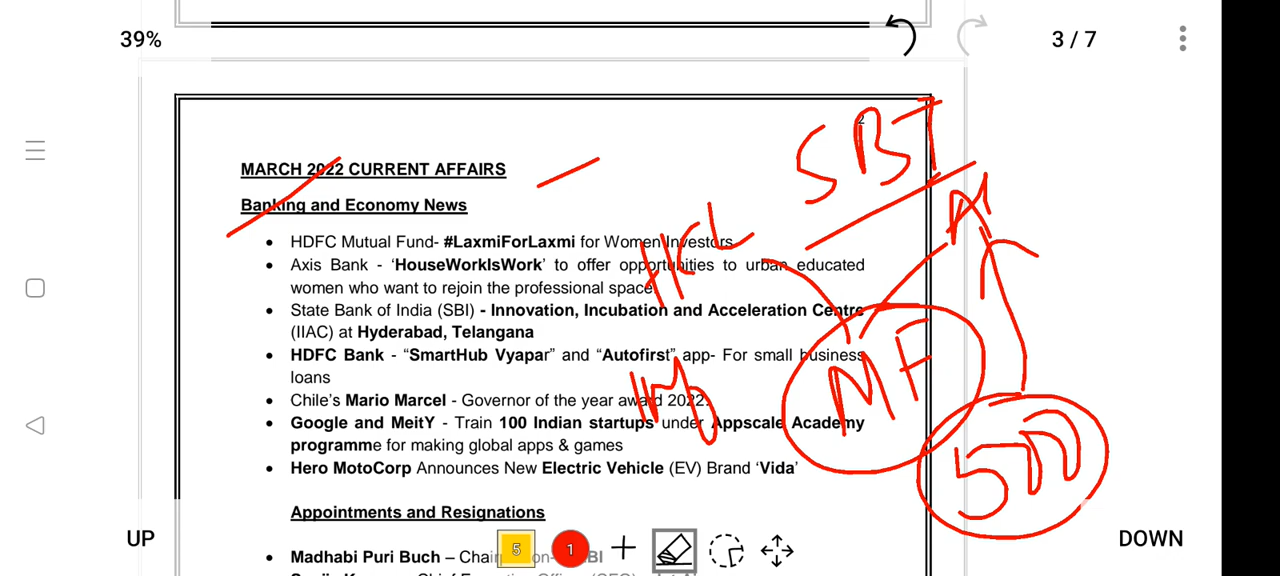 39%
3 / 7
2
MARCH 2022 CURRENT AFFAIRS
SBI
Banking and Economy News
HDFC Mutual Fund- #LaxmiForLaxmi for Women Investors
Axis Bank - ‘HouseWorkIsWork’ to offer opportunities to urban educated
women who want to rejoin the professional space
State Bank of India (SBI) - Innovation, Incubation and Acceleration Centre
(IIAC) at Hyderabad, Telangana
HDFC Bank - “SmartHub Vyapar” and “Autofirst” app- For small business
loans
MF
Chile's Mario Marcel - Governor of the year award 2022.
Google and MeitY - Train 100 Indian startups under Appscale Academy
programme for making global apps & games
Hero MotoCorp Announces New Electric Vehicle (EV) Brand ‘Vida’
Appointments and Resignations
UP
5
1
DOWN
Madhabi Puri Buch –